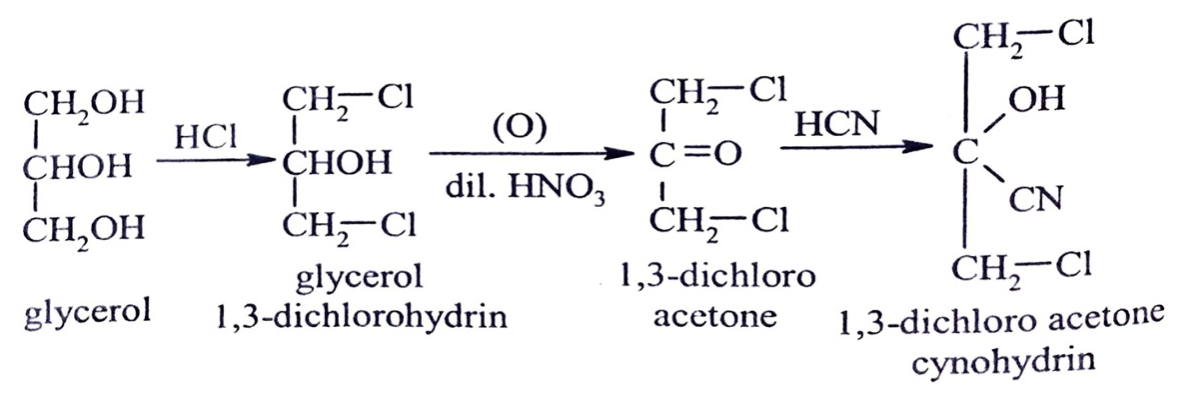 CH₂OH
CHOH
CH₂OH
glycerol
HCl
CH₂—Cl
CHOH
CH₂—Cl
glycerol
1,3-dichlorohydrin
(O)
dil. HNO₃
CH₂—Cl
C=O
CH₂—Cl
1,3-dichloro
acetone
HCN
CH₂—Cl
OH
C
CN
CH₂—Cl
1,3-dichloro acetone
cynohydrin